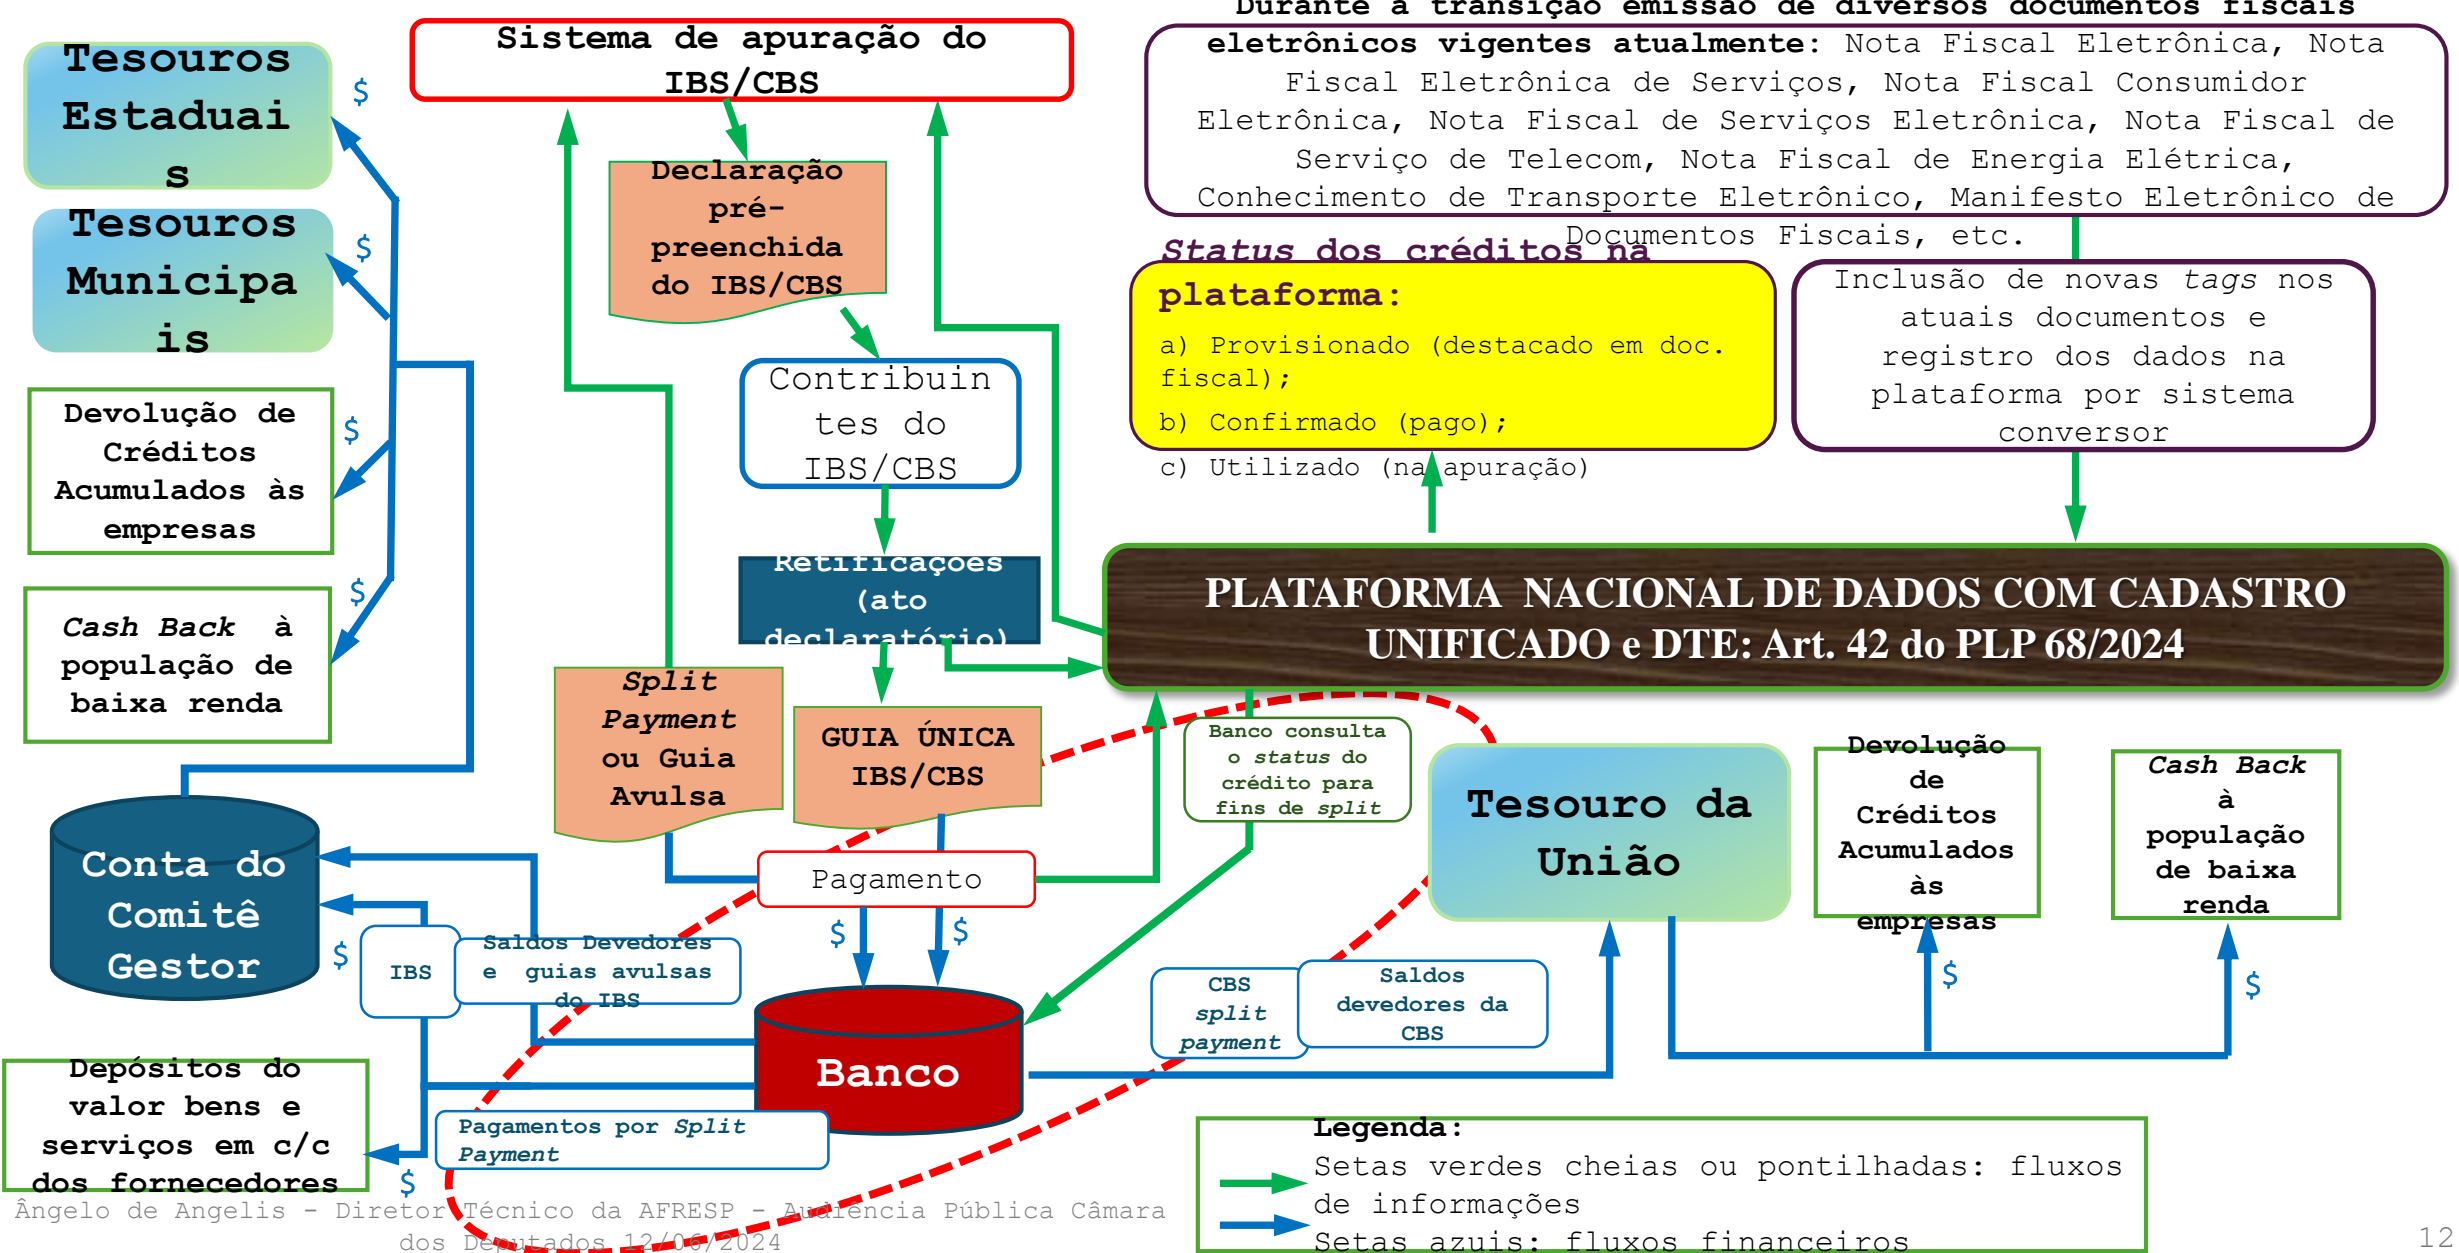 Durante a transição emissão de diversos documentos fiscais
eletrônicos vigentes atualmente: Nota Fiscal Eletrônica, Nota
Fiscal Eletrônica de Serviços, Nota Fiscal Consumidor
Eletrônica, Nota Fiscal de Serviços Eletrônica, Nota Fiscal de
Serviço de Telecom, Nota Fiscal de Energia Elétrica,
Conhecimento de Transporte Eletrônico, Manifesto Eletrônico de
Documentos Fiscais, etc.
Sistema de apuração do
IBS/CBS
Tesouros
Estaduai
s
$
Tesouros
Municipa
is
$
Declaração
pré-
preenchida
do IBS/CBS
Status dos créditos na
plataforma:
a) Provisionado (destacado em doc.
fiscal);
b) Confirmado (pago);
c) Utilizado (na apuração)
Inclusão de novas tags nos
atuais documentos e
registro dos dados na
plataforma por sistema
conversor
Contribuin
tes do
IBS/CBS
Devolução de
Créditos
Acumulados às
empresas
$
Retificações
(ato
declaratório)
PLATAFORMA NACIONAL DE DADOS COM CADASTRO
UNIFICADO e DTE: Art. 42 do PLP 68/2024
Cash Back à
população de
baixa renda
$
Split
Payment
ou Guia
Avulsa
GUIA ÚNICA
IBS/CBS
Banco consulta
o status do
crédito para
fins de split
Tesouro da
União
Devolução
de
Créditos
Acumulados
às
empresas
$
Cash Back
à
população
de baixa
renda
$
Conta do
Comitê
Gestor
Pagamento
$
$
$
IBS
Saldos Devedores
e guias avulsas
do IBS
CBS
split
payment
Saldos
devedores da
CBS
Banco
Depósitos do
valor bens e
serviços em c/c
dos fornecedores
$
Pagamentos por Split
Payment
Legenda:
Setas verdes cheias ou pontilhadas: fluxos
de informações
Setas azuis: fluxos financeiros
Ângelo de Angelis - Diretor Técnico da AFRESP - Audiência Pública Câmara
dos Deputados 12/06/2024
12